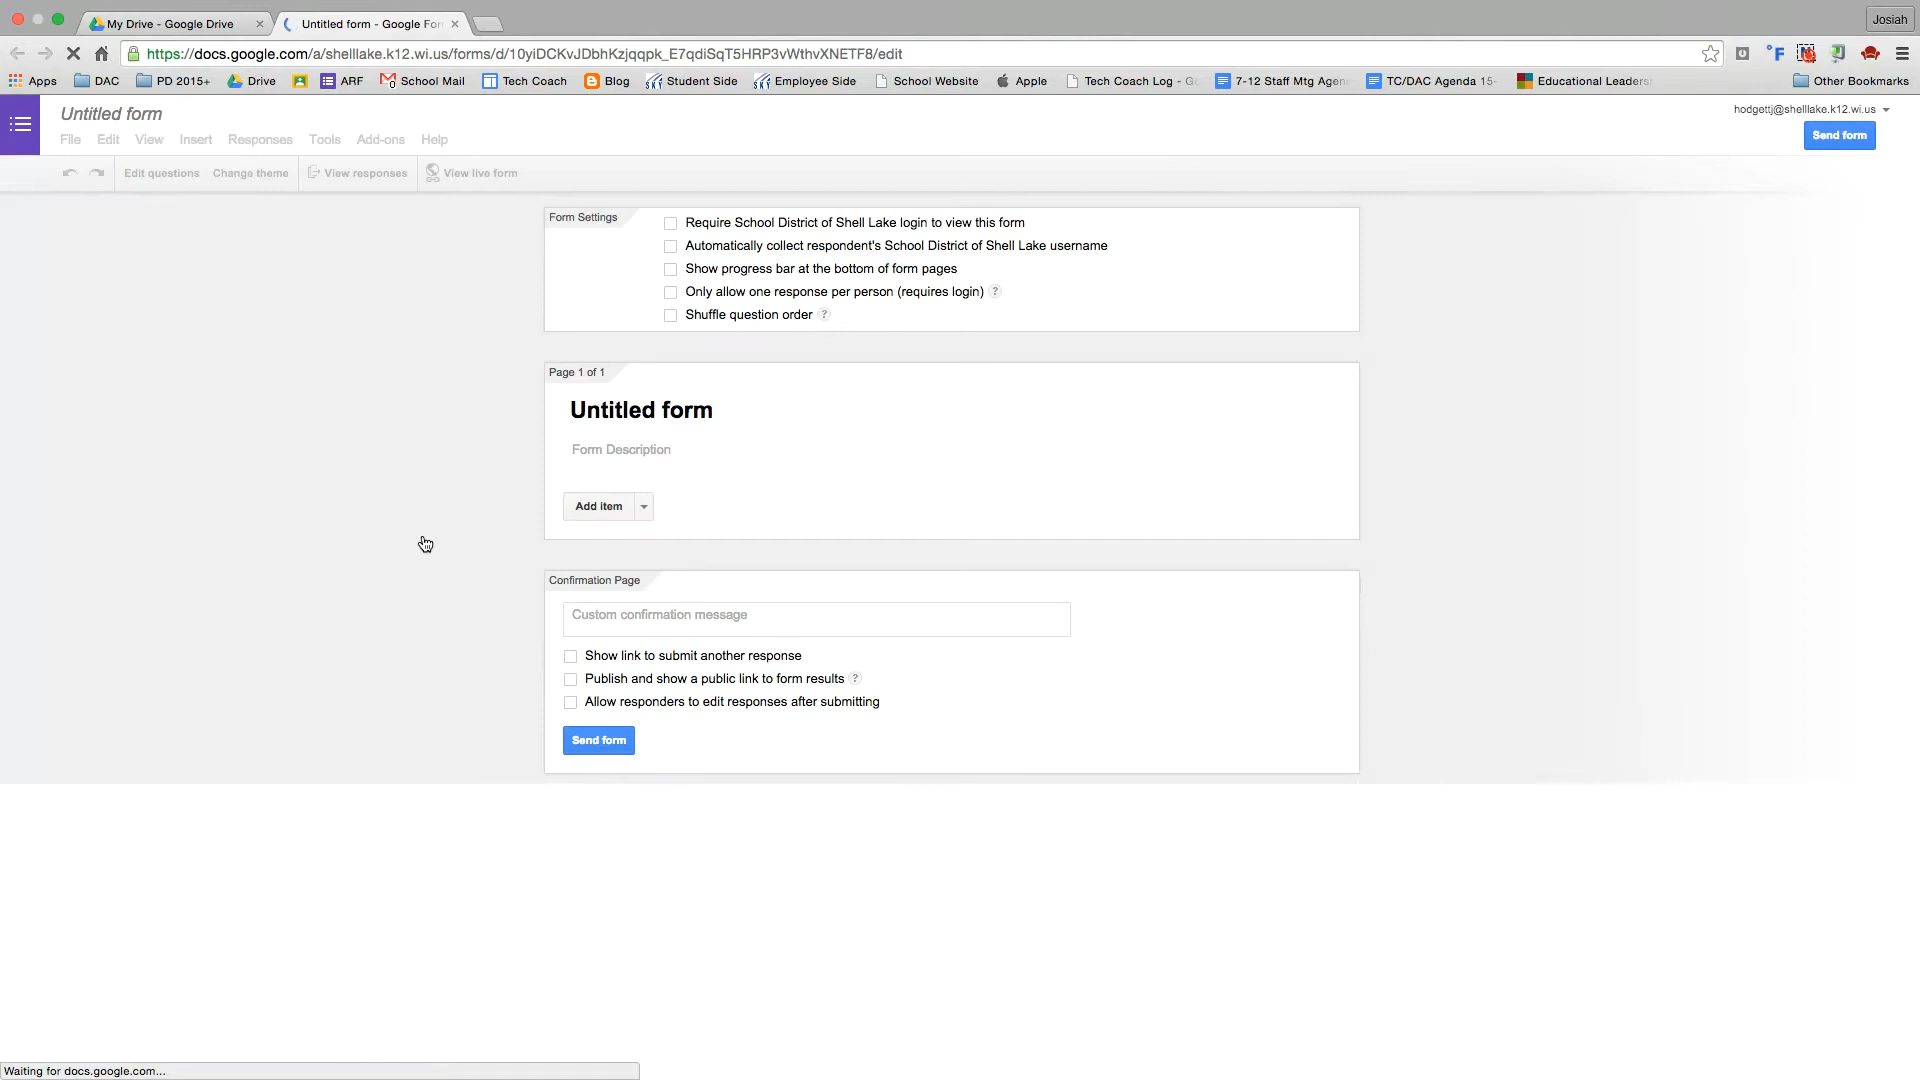 My Drive - Google Drive
Untitled form - Google For
Josiah
https://docs.google.com/a/shelllake.k12.wi.us/forms/d/10yiDCKvJDbhKzjqqpk_E7qdiSqT5HRP3vWthvXNETF8/edit
Apps DAC PD 2015+ Drive ARF School Mail Tech Coach Blog Student Side Employee Side School Website Apple Tech Coach Log - Go 7-12 Staff Mtg Agen TC/DAC Agenda 15- Educational Leaders Other Bookmarks
Untitled form
hodgettj@shelllake.k12.wi.us
File Edit View Insert Responses Tools Add-ons Help
Send form
Edit questions Change theme View responses View live form
Form Settings
Require School District of Shell Lake login to view this form
Automatically collect respondent's School District of Shell Lake username
Show progress bar at the bottom of form pages
Only allow one response per person (requires login) ?
Shuffle question order ?
Page 1 of 1
Untitled form
Form Description
Add item
Confirmation Page
Custom confirmation message
Show link to submit another response
Publish and show a public link to form results ?
Allow responders to edit responses after submitting
Send form
Waiting for docs.google.com...